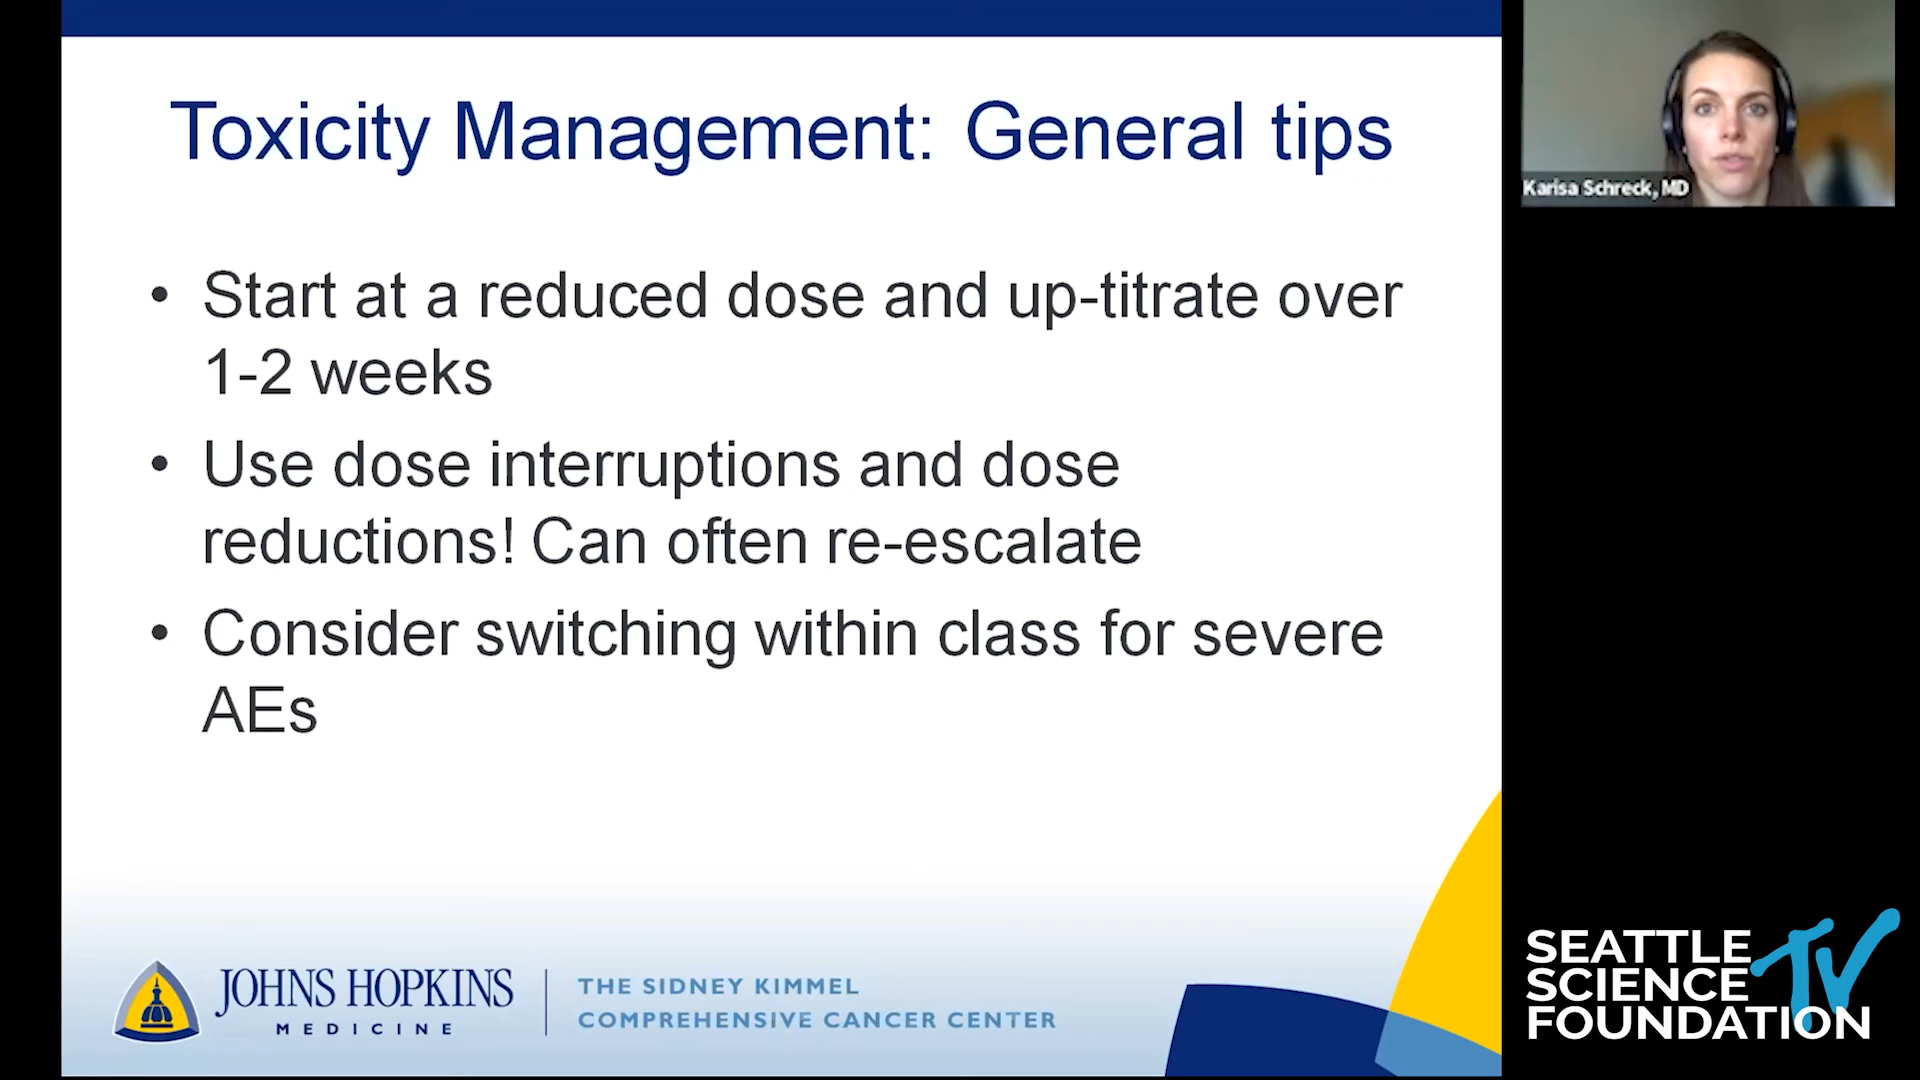 Toxicity Management: General tips
• Start at a reduced dose and up-titrate over
1-2 weeks
• Use dose interruptions and dose
reductions! Can often re-escalate
• Consider switching within class for severe
AEs
JOHNS HOPKINS
MEDICINE
THE SIDNEY KIMMEL
COMPREHENSIVE CANCER CENTER
Karisa Schreck, MD
SEATTLE
SCIENCE
FOUNDATION
TV